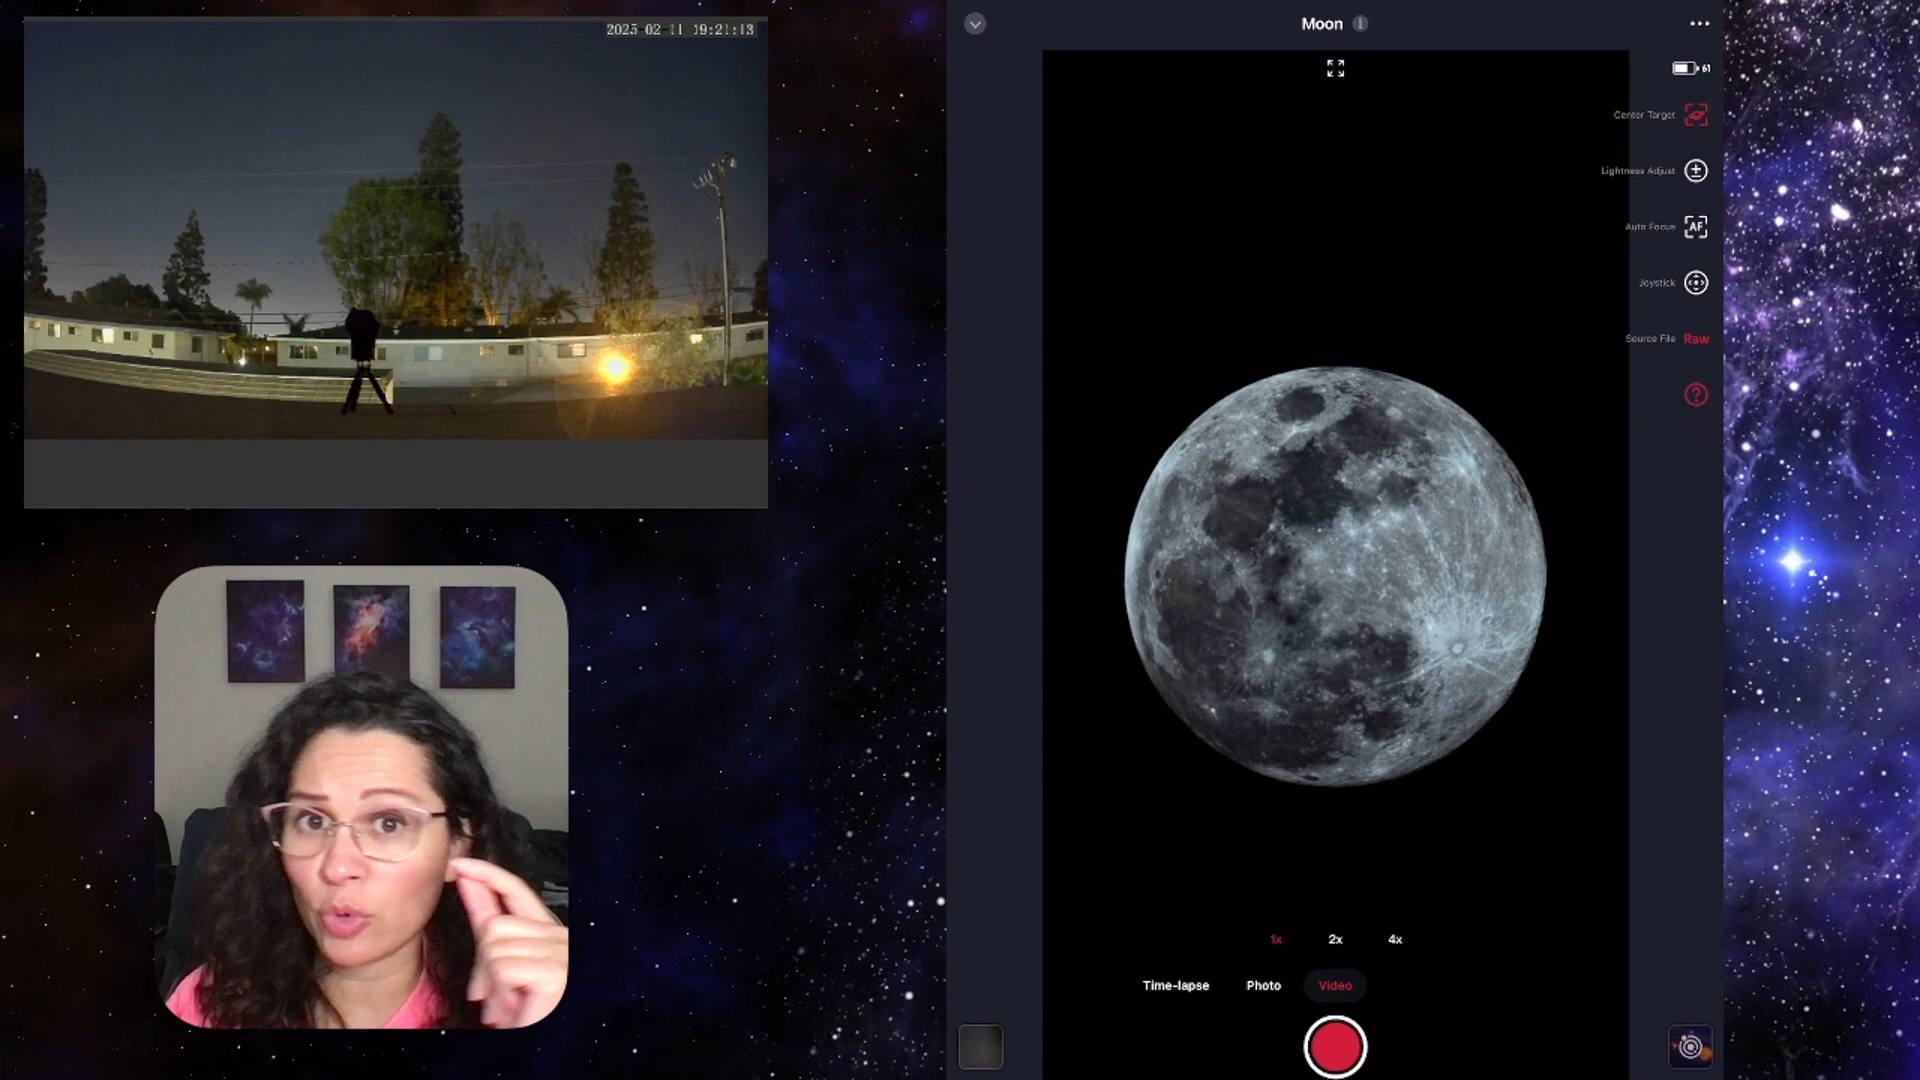 2025-02-11 19:21:13
Moon
61
Center Target
Lightness Adjust
Auto Focus AF
Joystick
Source File Raw
?
1x 2x 4x
Time-lapse Photo Video